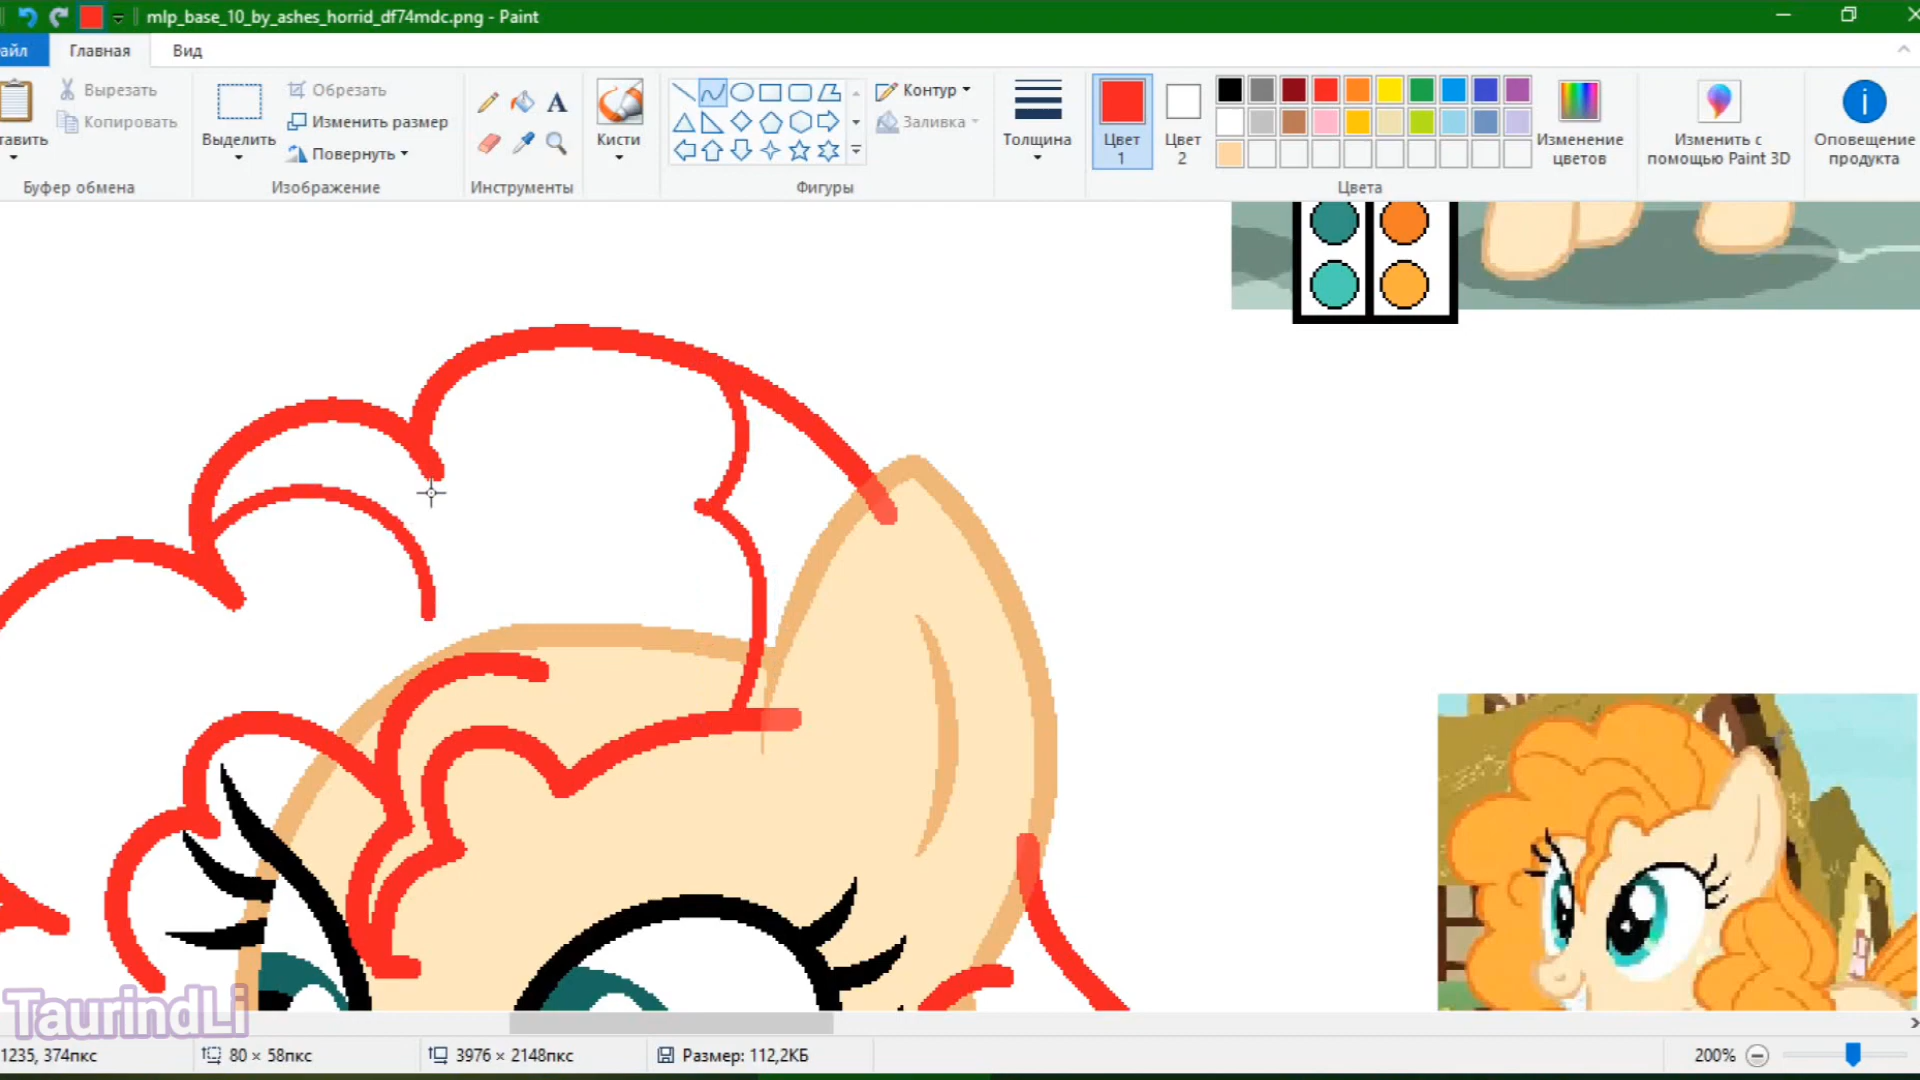 mlp_base_10_by_ashes_horrid_df74mdc.png - Paint
айл
Главная
Вид
тавить
Вырезать
Копировать
Буфер обмена
Выделить
Обрезать
Изменить размер
Повернуть
Изображение
A
Инструменты
Кисти
Фигуры
Контур
Заливка
Толщина
Цвет
1
Цвет
2
Изменение
цветов
Цвета
Изменить с
помощью Paint 3D
Оповещение
продукта
TaurindLi
1235, 374пкс
80 × 58пкс
3976 × 2148пкс
Размер: 112,2КБ
200%